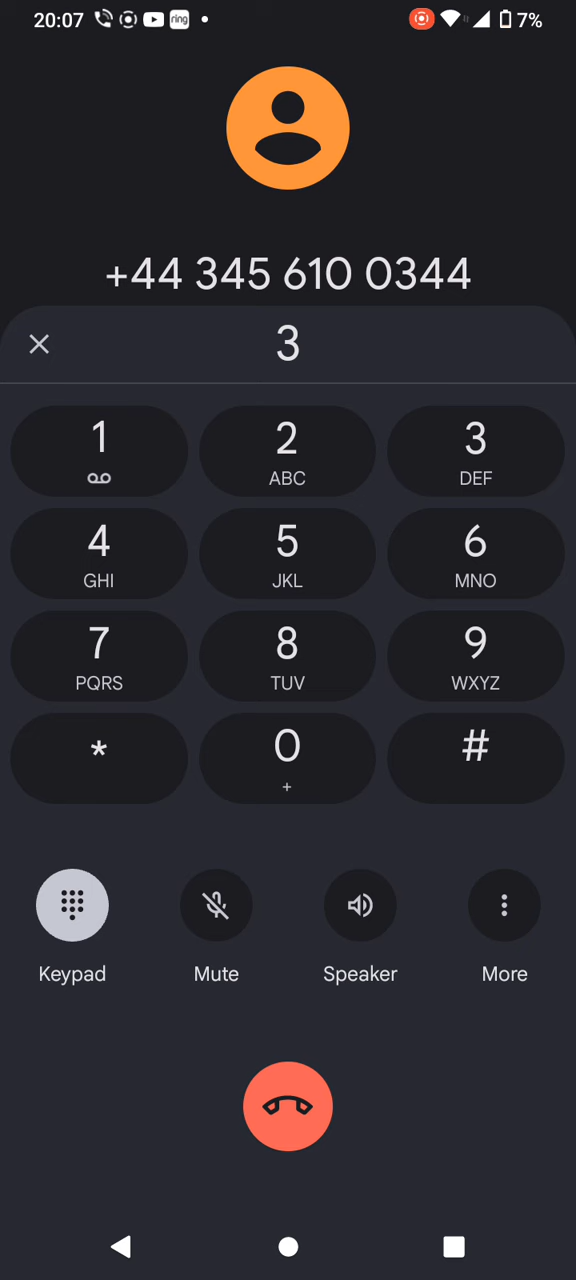 20:07 ring 7%
+44 345 610 0344
3
1 2 3
ABC DEF
4 5 6
GHI JKL MNO
7 8 9
PQRS TUV WXYZ
* 0 #
+
Keypad Mute Speaker More